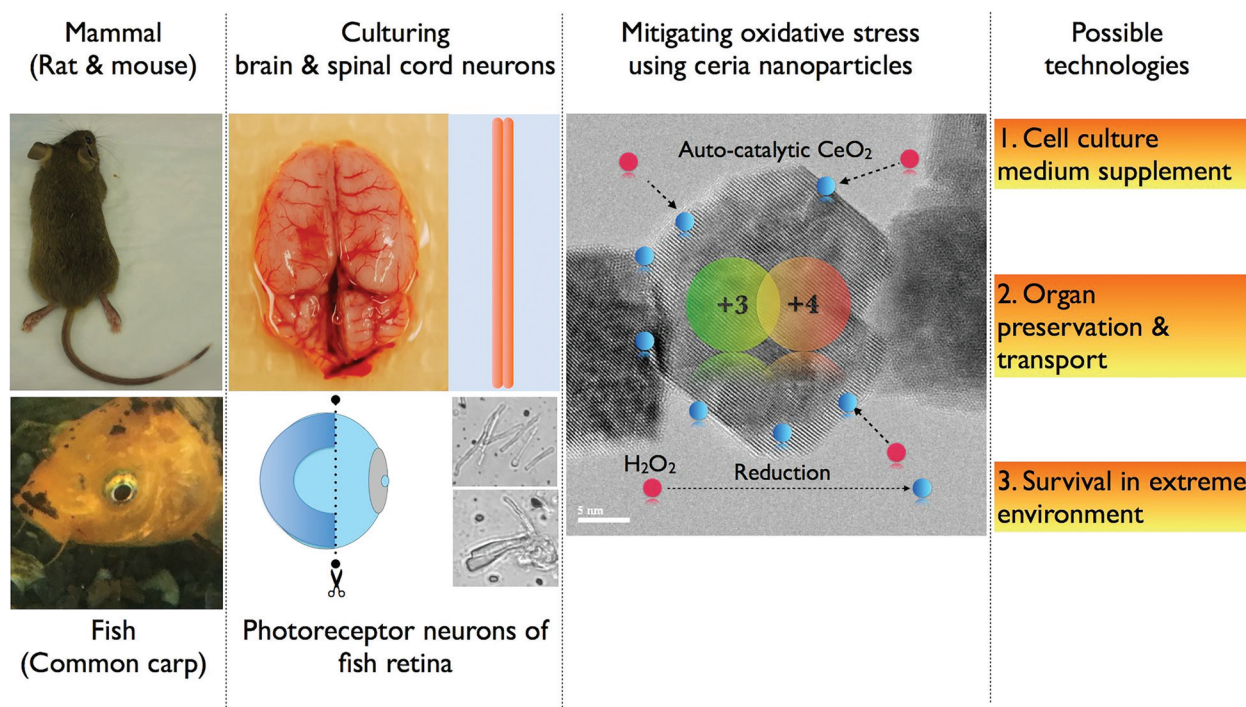 Mammal
(Rat & mouse)
Culturing
brain & spinal cord neurons
Mitigating oxidative stress
using ceria nanoparticles
Possible
technologies
Auto-catalytic CeO₂
+3
+4
H₂O₂
Reduction
5 nm
1. Cell culture
medium supplement
2. Organ
preservation &
transport
3. Survival in extreme
environment
Fish
(Common carp)
Photoreceptor neurons of
fish retina